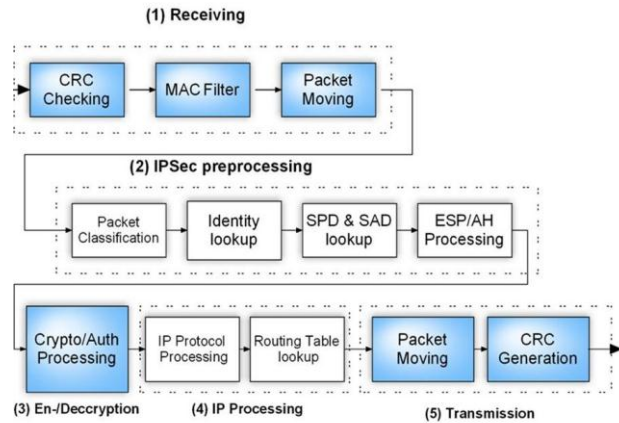 (1) Receiving
CRC
Checking
MAC Filter
Packet
Moving
(2) IPSec preprocessing
Packet
Classification
Identity
lookup
SPD & SAD
lookup
ESP/AH
Processing
Crypto/Auth
Processing
IP Protocol
Processing
Routing Table
lookup
Packet
Moving
CRC
Generation
(3) En-/Deccryption
(4) IP Processing
(5) Transmission